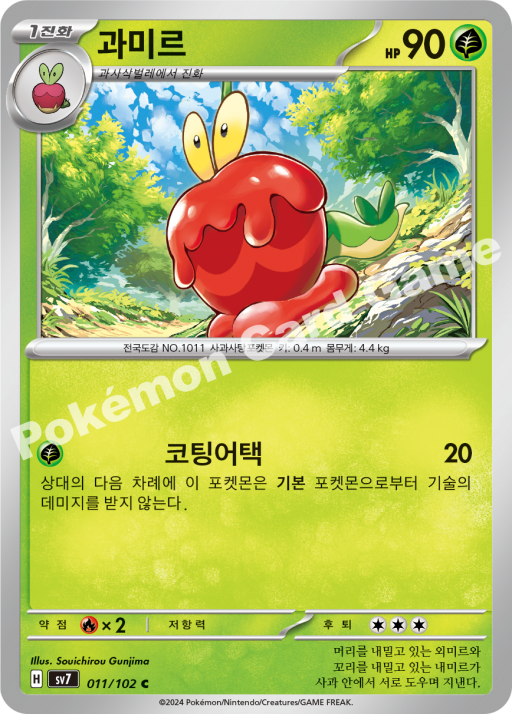 1진화
과미르
HP 90
과사삭벌레에서 진화
전국도감 NO.1011 사과사탕포켓몬 키: 0.4 m 몸무게: 4.4 kg
Pokémon Card Game
코팅어택 20
상대의 다음 차례에 이 포켓몬은 기본 포켓몬으로부터 기술의
데미지를 받지 않는다.
약점 ×2 저항력 후퇴
Illus. Souichirou Gunjima
H sv7 011/102 C
머리를 내밀고 있는 외미르와
꼬리를 내밀고 있는 내미르가
사과 안에서 서로 도우며 지낸다.
©2024 Pokémon/Nintendo/Creatures/GAME FREAK.